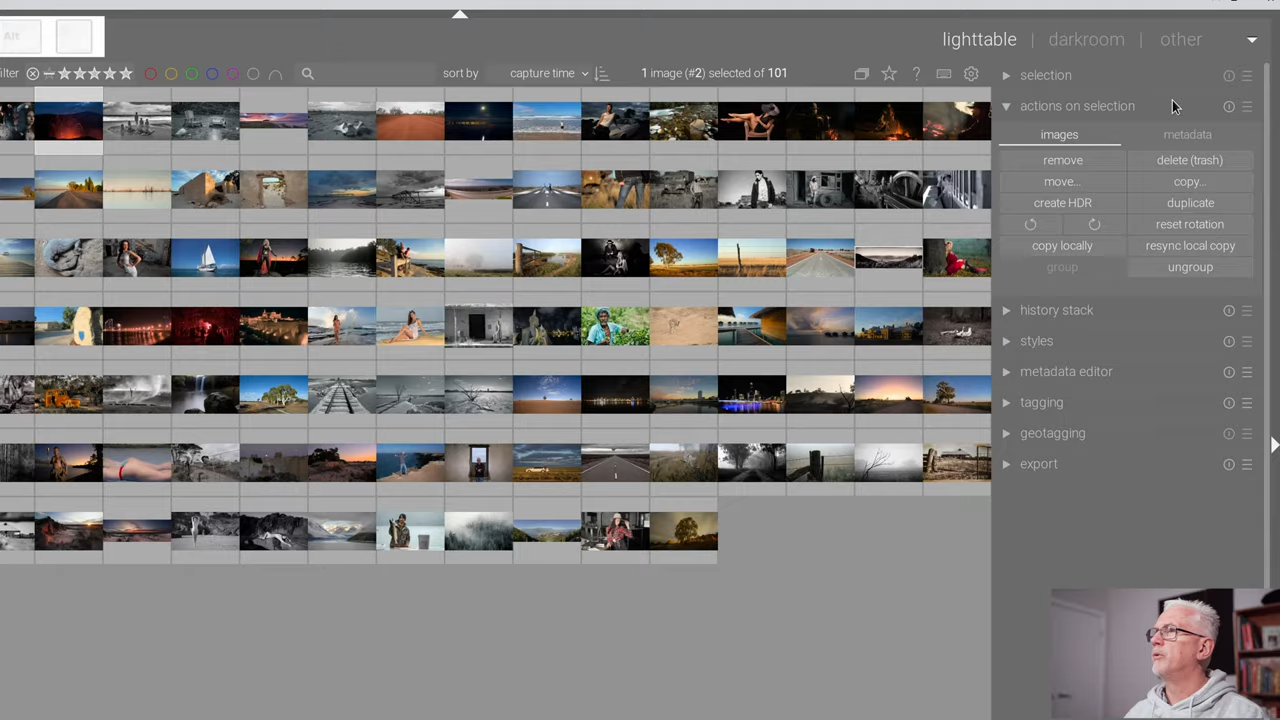 Alt
lighttable | darkroom | other
ilter
sort by capture time 1 image (#2) selected of 101
?
selection
actions on selection
images metadata
remove delete (trash)
move... copy...
create HDR duplicate
reset rotation
copy locally resync local copy
group ungroup
history stack
styles
metadata editor
tagging
geotagging
export